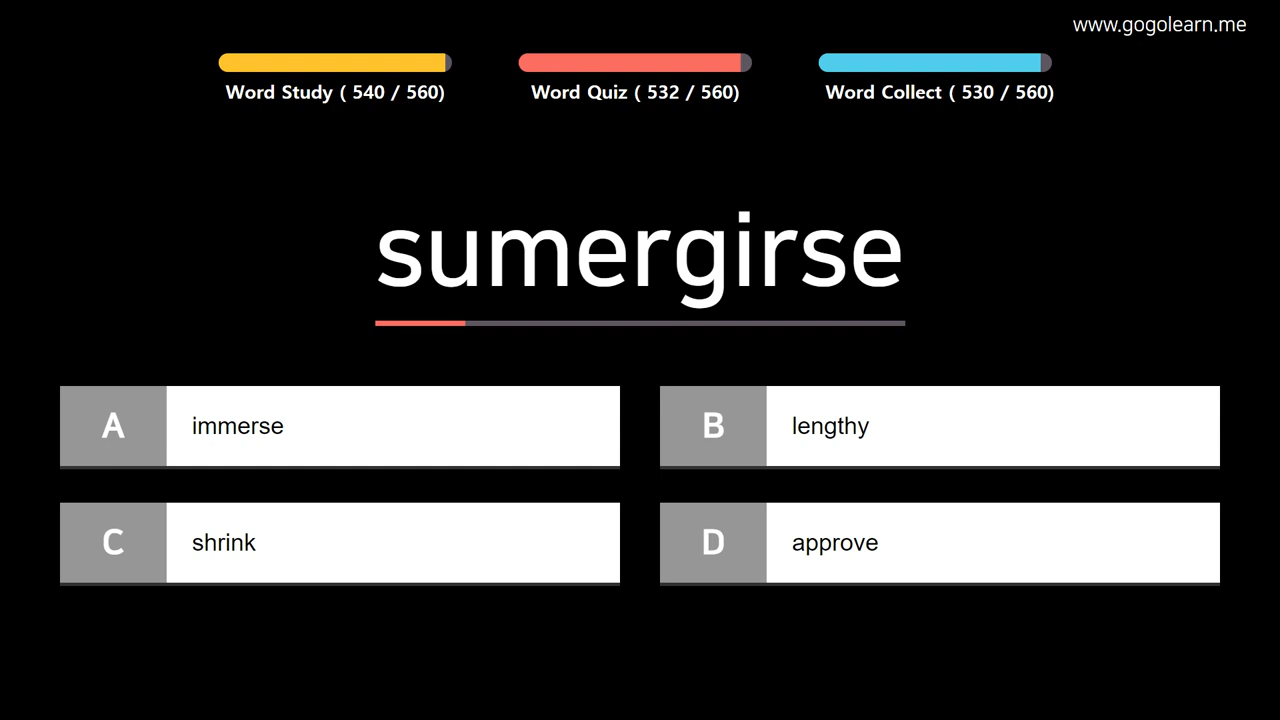 www.gogolearn.me
Word Study ( 540 / 560)
Word Quiz ( 532 / 560)
Word Collect ( 530 / 560)
sumergirse
A immerse
B lengthy
C shrink
D approve